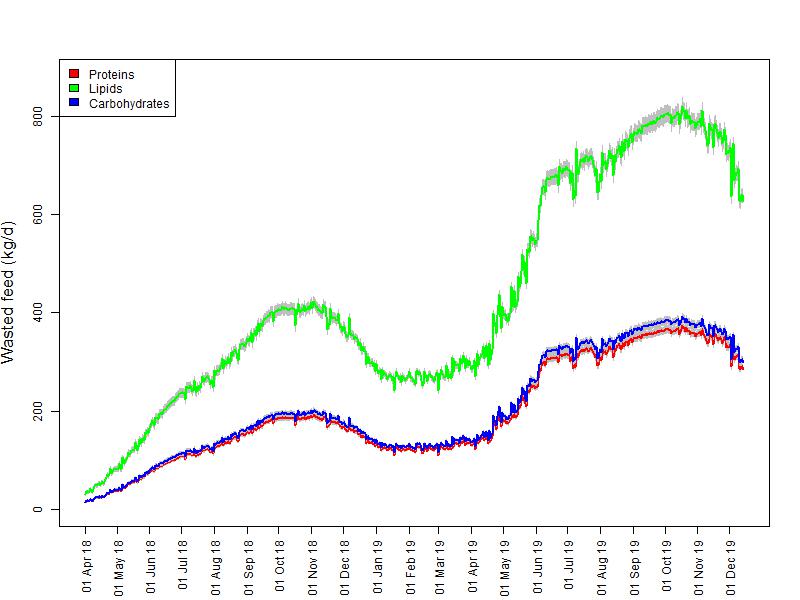 Proteins
Lipids
Carbohydrates
Wasted feed (kg/d)
800
600
400
200
0
01 Apr 18
01 May 18
01 Jun 18
01 Jul 18
01 Aug 18
01 Sep 18
01 Oct 18
01 Nov 18
01 Dec 18
01 Jan 19
01 Feb 19
01 Mar 19
01 Apr 19
01 May 19
01 Jun 19
01 Jul 19
01 Aug 19
01 Sep 19
01 Oct 19
01 Nov 19
01 Dec 19